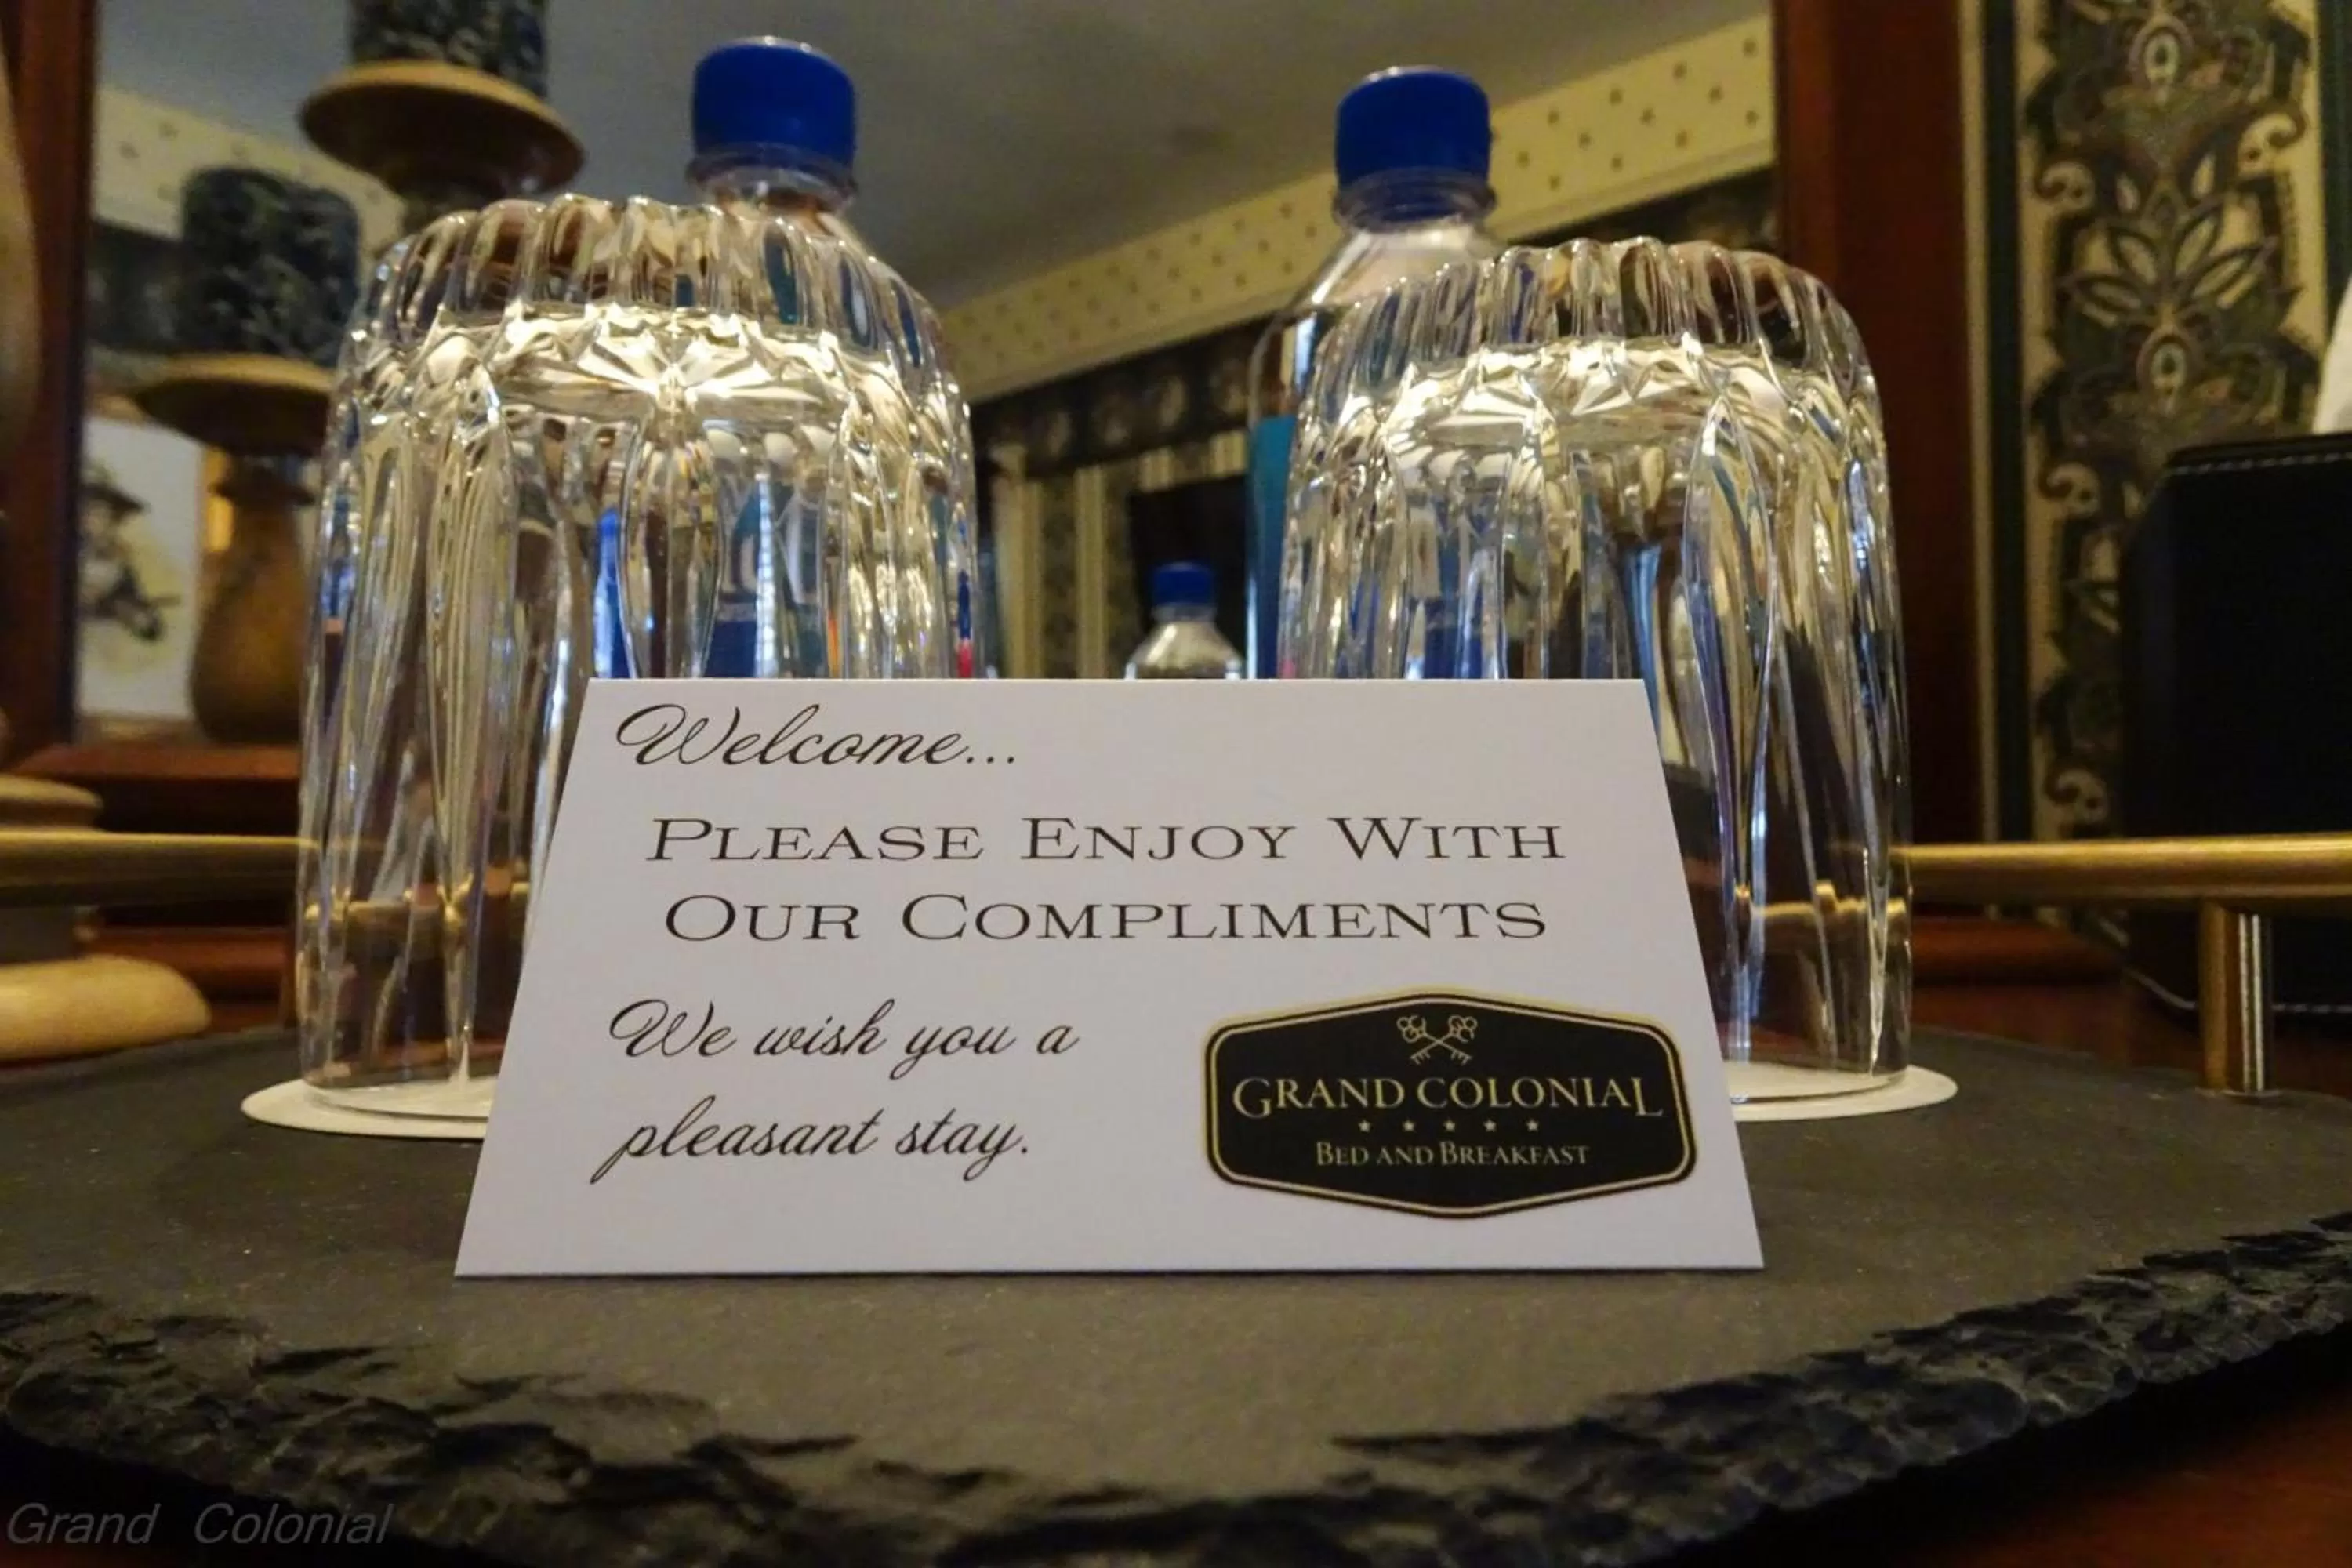 Welcome...
PLEASE ENJOY WITH
OUR COMPLIMENTS
We wish you a
pleasant stay.
GRAND COLONIAL
BED AND BREAKFAST
Grand Colonial